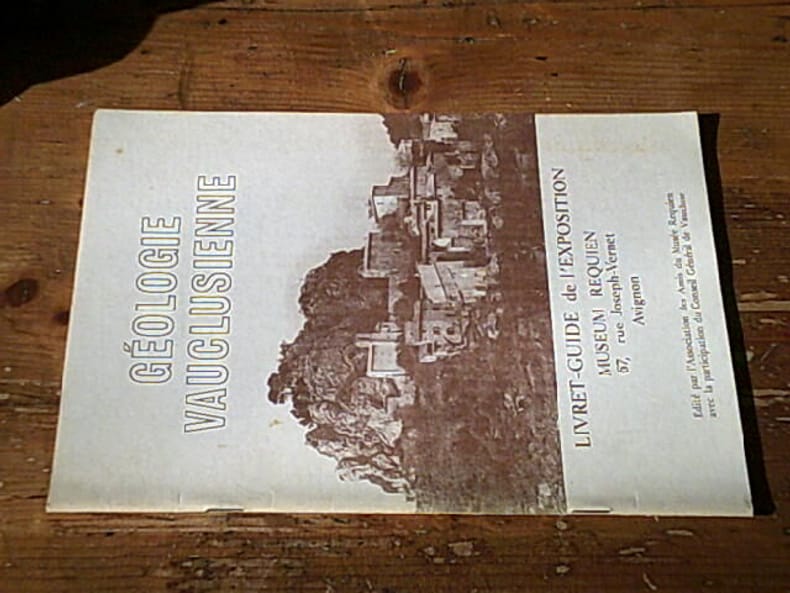 GÉOLOGIE
VAUCLUSIENNE
LIVRET-GUIDE de l'EXPOSITION
MUSEUM REQUIEN
67, rue Joseph-Vernet
Avignon
Edité par l'Association des Amis du Musée Requien
avec la participation du Conseil Général de Vaucluse